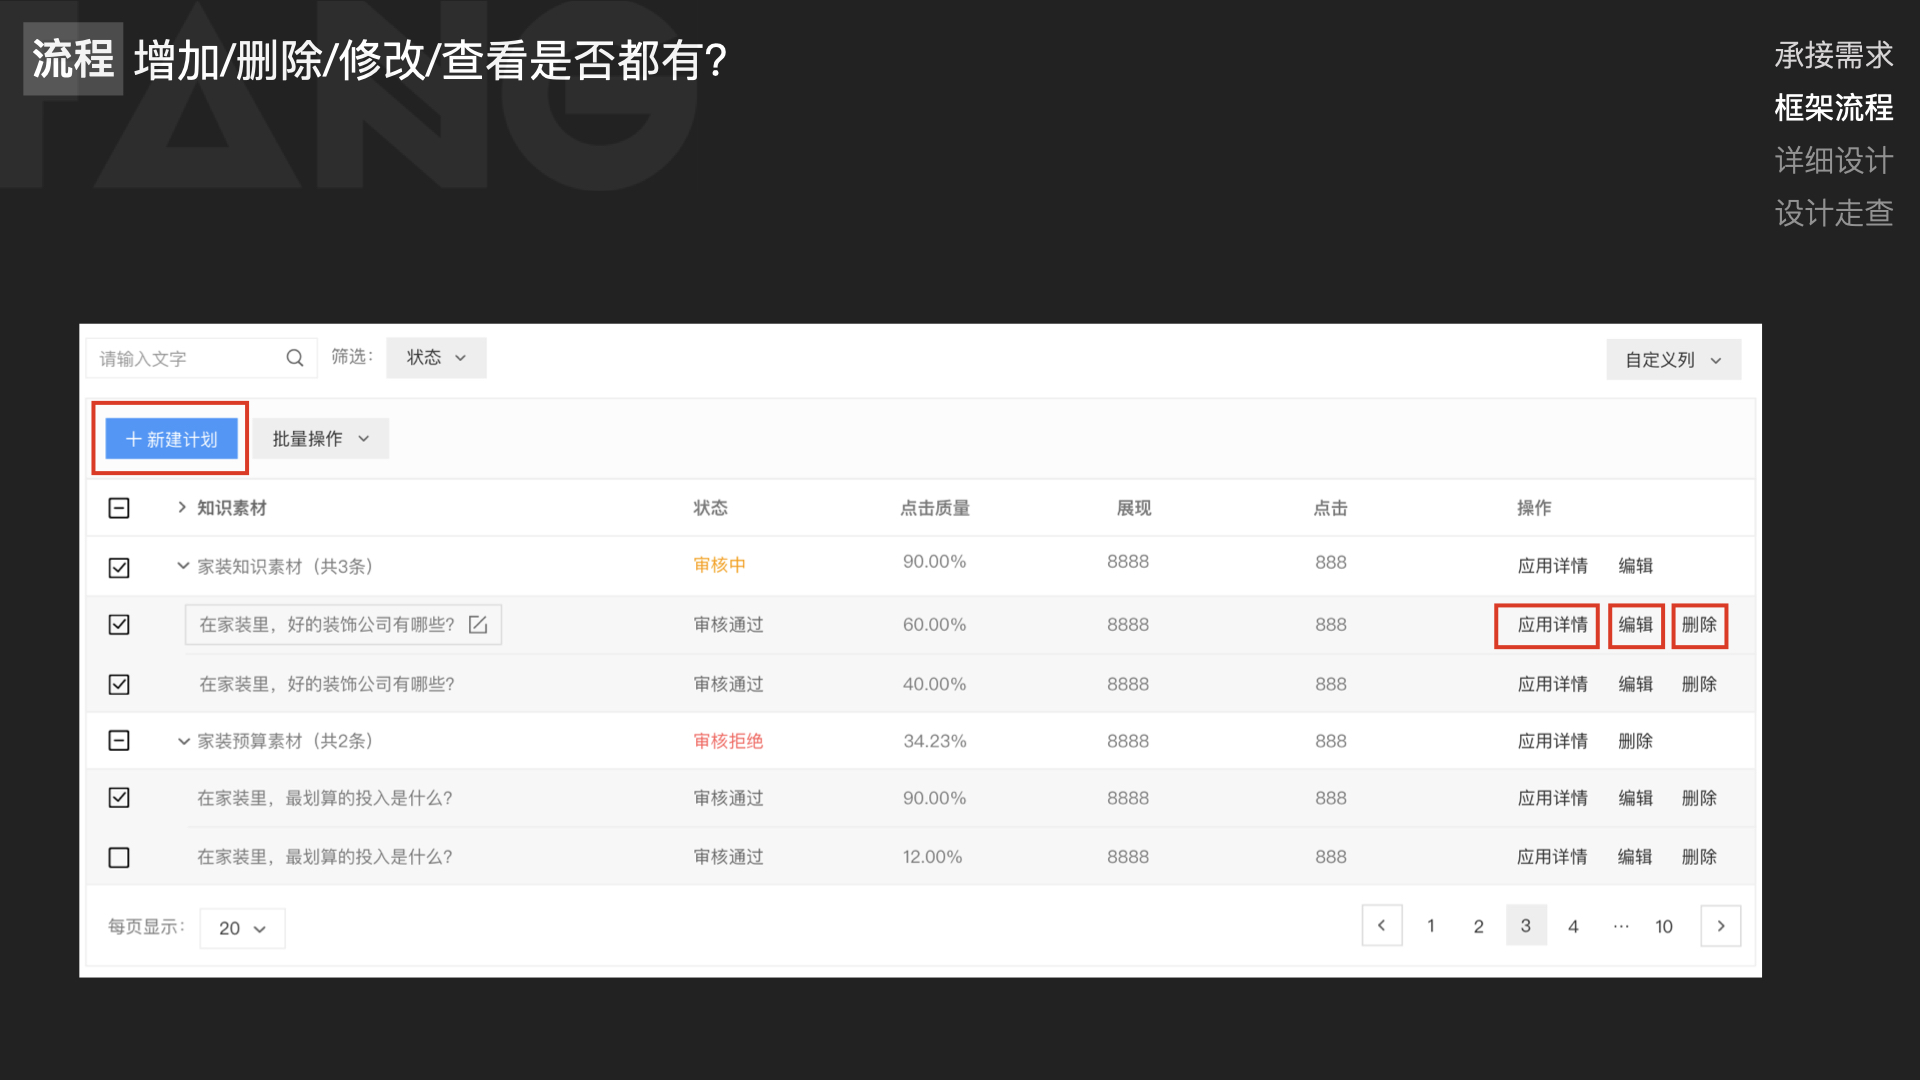 TANG
流程 增加/删除/修改/查看是否都有?
承接需求
框架流程
详细设计
设计走查
请输入文字 筛选: 状态 自定义列
新建计划 批量操作
知识素材 状态 点击质量 展现 点击 操作
家装知识素材（共3条） 审核中 90.00% 8888 888 应用详情 编辑
在家装里，好的装饰公司有哪些? 审核通过 60.00% 8888 888 应用详情 编辑 删除
在家装里，好的装饰公司有哪些? 审核通过 40.00% 8888 888 应用详情 编辑 删除
家装预算素材（共2条） 审核拒绝 34.23% 8888 888 应用详情 删除
在家装里，最划算的投入是什么? 审核通过 90.00% 8888 888 应用详情 编辑 删除
在家装里，最划算的投入是什么? 审核通过 12.00% 8888 888 应用详情 编辑 删除
每页显示: 20 1 2 3 4 ··· 10